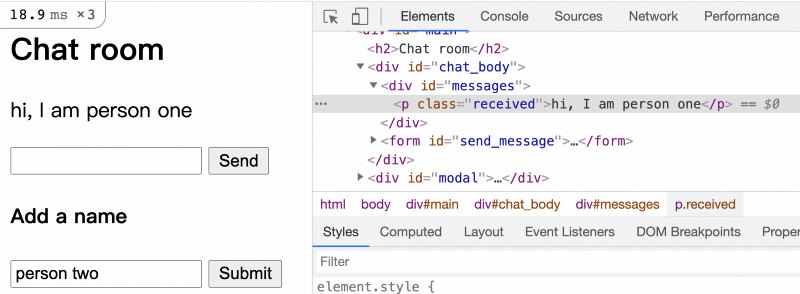 18.9 ms ×3
Chat room
hi, I am person one
Send
Add a name
person two
Submit
Elements Console Sources Network Performance
<div id="main">
<h2>Chat room</h2>
▼<div id="chat_body">
▼<div id="messages">
… <p class="received">hi, I am person one</p> == $0
</div>
▶<form id="send_message">…</form>
</div>
▶<div id="modal">…</div>
html body div#main div#chat_body div#messages p.received
Styles Computed Layout Event Listeners DOM Breakpoints Proper
Filter
element.style {